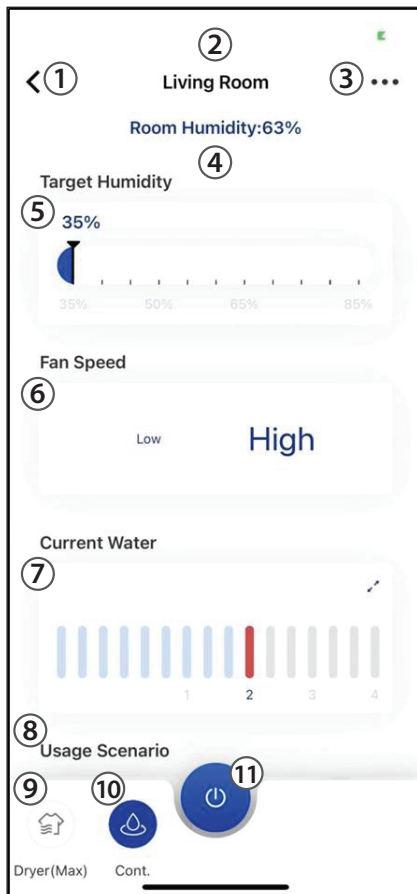 ②
① Living Room ③
Room Humidity:63%
④
Target Humidity
⑤ 35%
35% 50% 65% 85%
Fan Speed
⑥
Low High
Current Water
⑦
1 2 3 4
⑧
Usage Scenario
⑨ ⑩ ⑪
Dryer(Max) Cont.